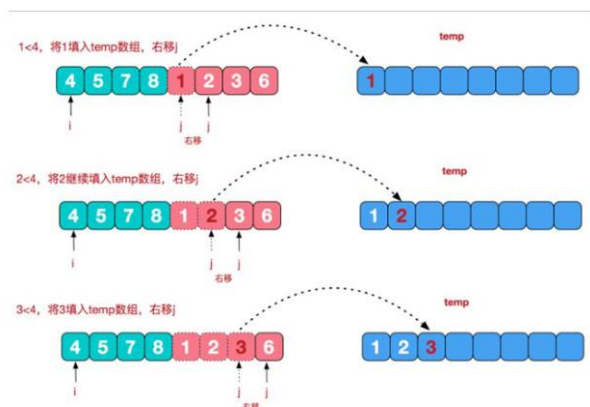 temp
1<4，将1填入temp数组，右移j
4 5 7 8 1 2 3 6 1
i j j
右移
temp
2<4，将2继续填入temp数组，右移j
4 5 7 8 1 2 3 6 1 2
i j j
右移
temp
3<4，将3填入temp数组，右移j
4 5 7 8 1 2 3 6 1 2 3
i j j
右移